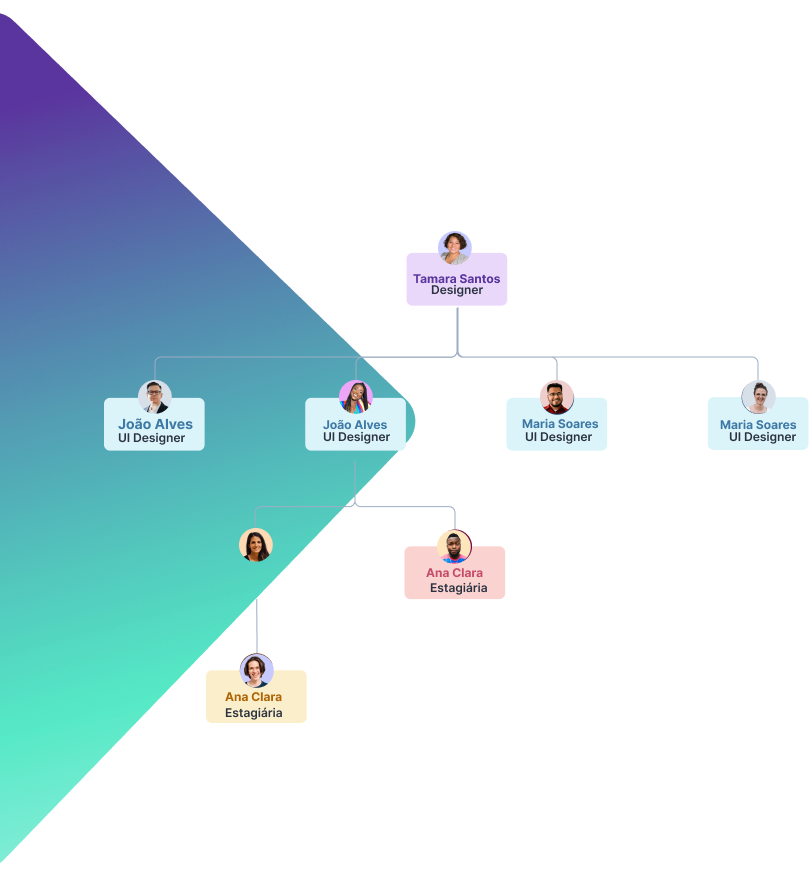 Tamara Santos
Designer
João Alves
UI Designer
João Alves
UI Designer
Maria Soares
UI Designer
Maria Soares
UI Designer
Ana Clara
Estagiária
Ana Clara
Estagiária